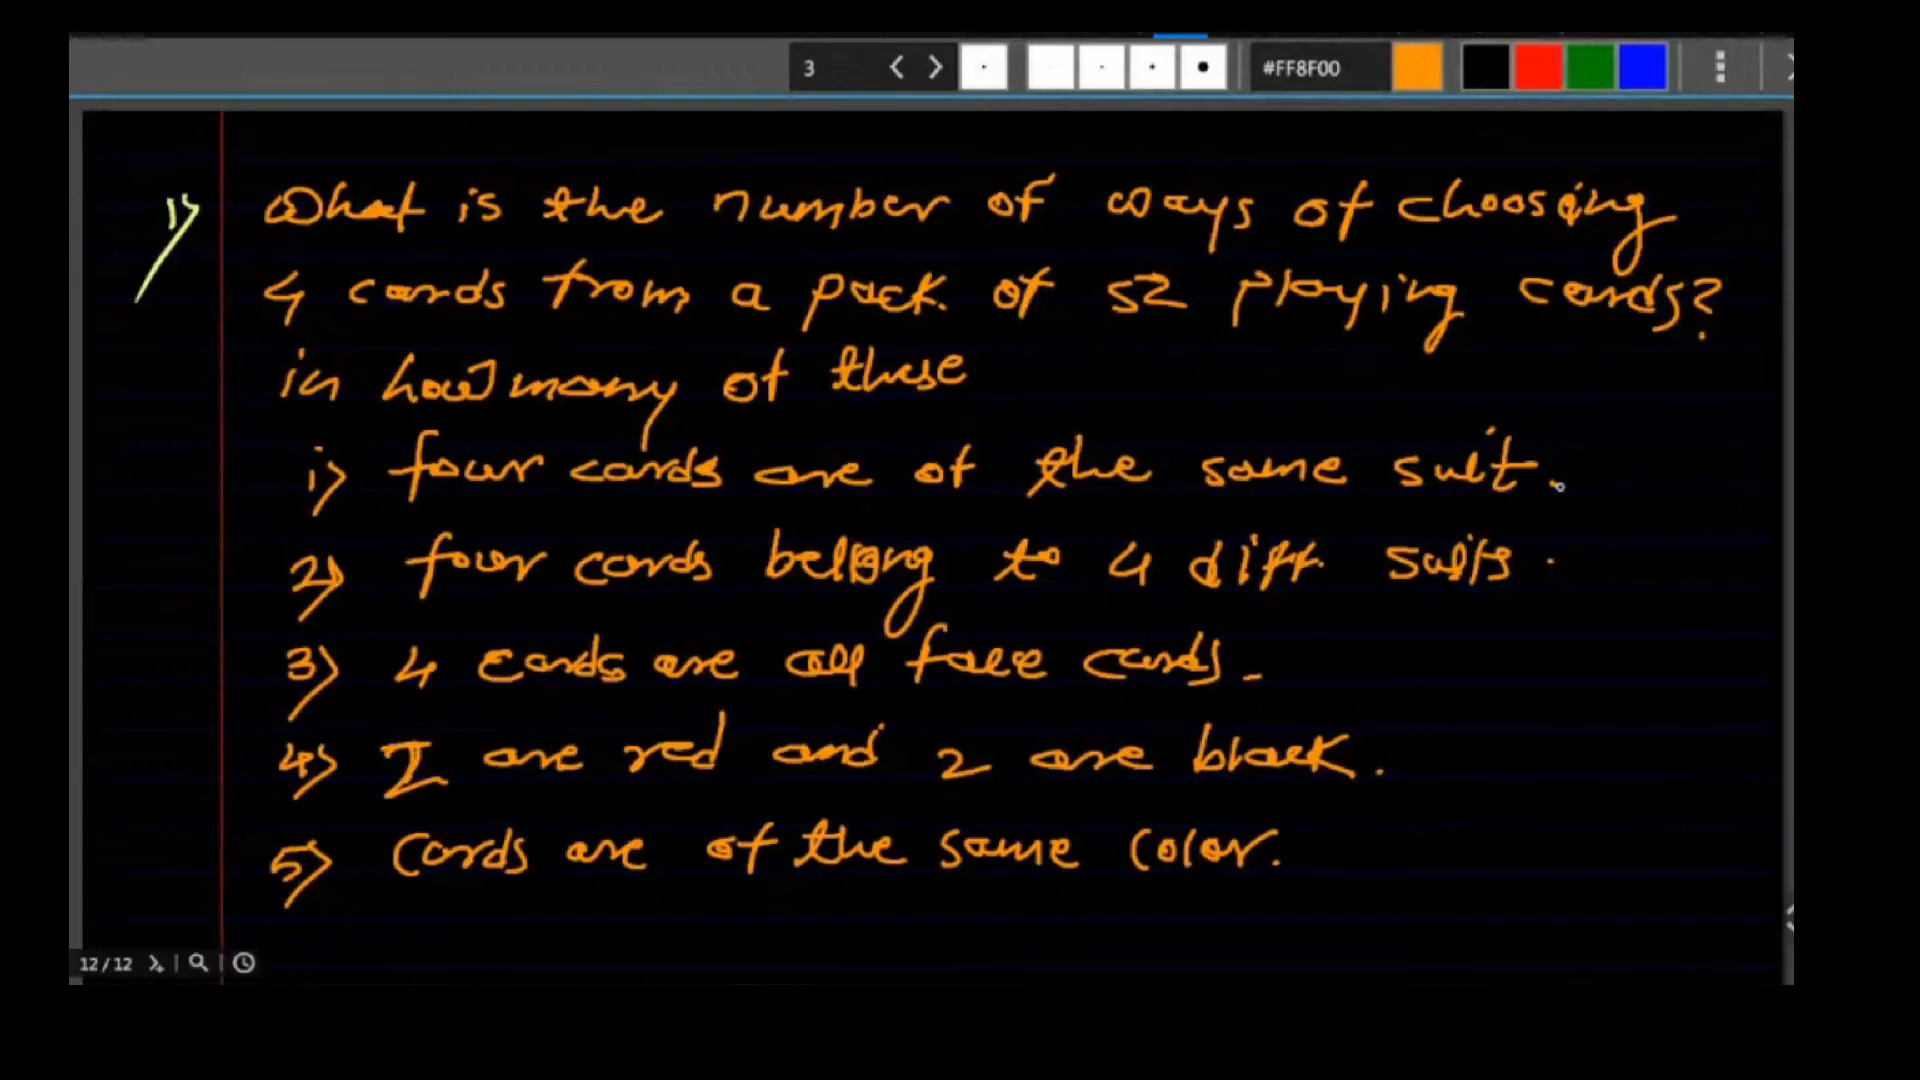 3 #FF8F00
1) What is the number of ways of choosing
4 cards from a pack of 52 playing cards?
in how many of these
i) four cards are of the same suit.
2) four cards belong to 4 diff. suits.
3) 4 cards are all face cards.
4) 2 are red and 2 are black.
5) Cards are of the same color.
12 / 12